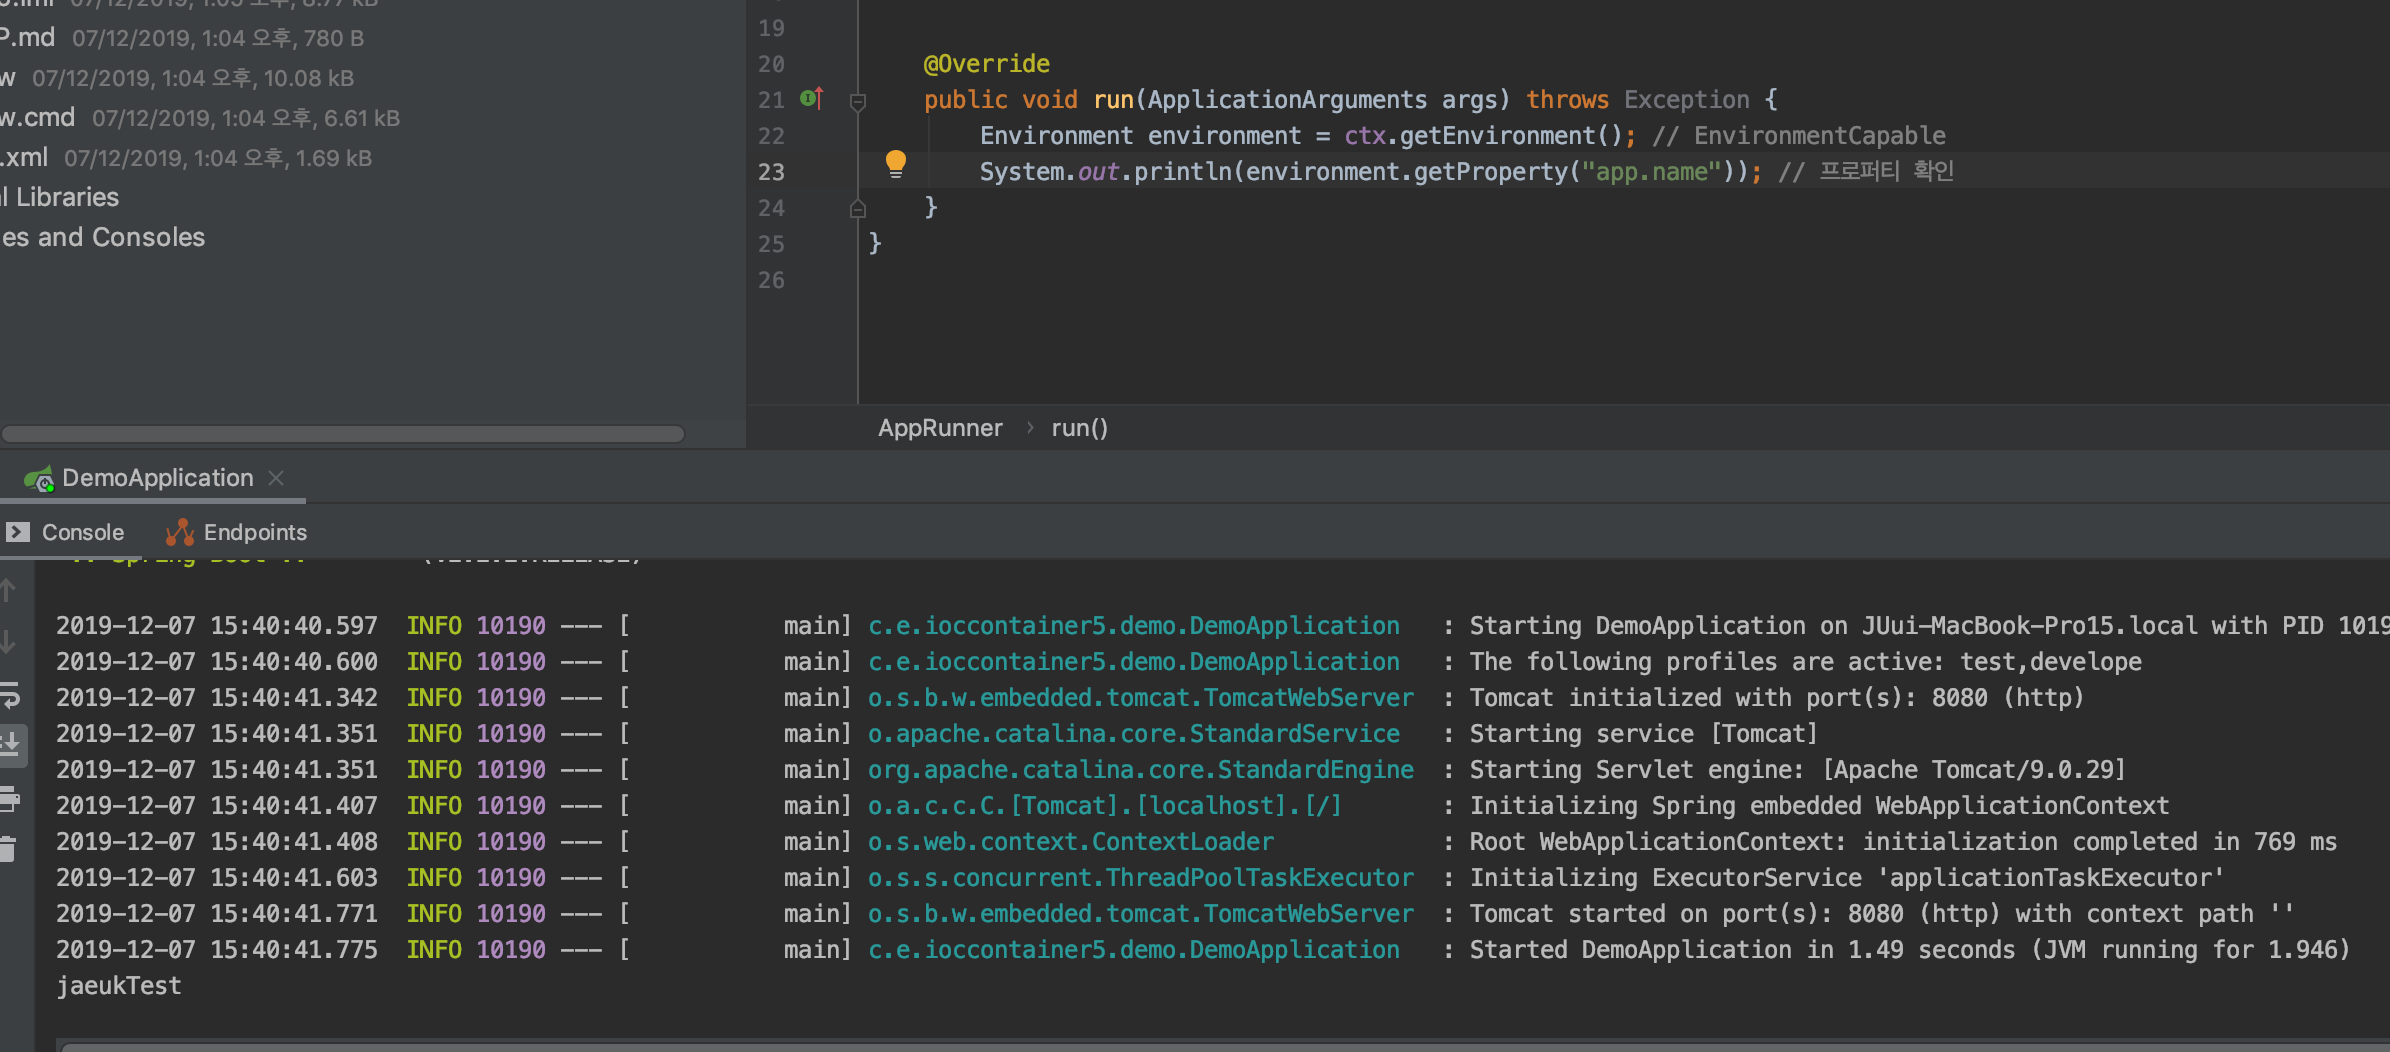 P.md 07/12/2019, 1:04 오후, 780 B
w 07/12/2019, 1:04 오후, 10.08 kB
w.cmd 07/12/2019, 1:04 오후, 6.61 kB
.xml 07/12/2019, 1:04 오후, 1.69 kB
l Libraries
es and Consoles
19
20 @Override
21 public void run(ApplicationArguments args) throws Exception {
22 Environment environment = ctx.getEnvironment(); // EnvironmentCapable
23 System.out.println(environment.getProperty("app.name")); // 프로퍼티 확인
24 }
25 }
26
AppRunner › run()
DemoApplication
Console Endpoints
:: Spring Boot ::
2019-12-07 15:40:40.597 INFO 10190 --- [ main] c.e.ioccontainer5.demo.DemoApplication : Starting DemoApplication on JUui-MacBook-Pro15.local with PID 1019
2019-12-07 15:40:40.600 INFO 10190 --- [ main] c.e.ioccontainer5.demo.DemoApplication : The following profiles are active: test,develope
2019-12-07 15:40:41.342 INFO 10190 --- [ main] o.s.b.w.embedded.tomcat.TomcatWebServer : Tomcat initialized with port(s): 8080 (http)
2019-12-07 15:40:41.351 INFO 10190 --- [ main] o.apache.catalina.core.StandardService : Starting service [Tomcat]
2019-12-07 15:40:41.351 INFO 10190 --- [ main] org.apache.catalina.core.StandardEngine : Starting Servlet engine: [Apache Tomcat/9.0.29]
2019-12-07 15:40:41.407 INFO 10190 --- [ main] o.a.c.c.C.[Tomcat].[localhost].[/] : Initializing Spring embedded WebApplicationContext
2019-12-07 15:40:41.408 INFO 10190 --- [ main] o.s.web.context.ContextLoader : Root WebApplicationContext: initialization completed in 769 ms
2019-12-07 15:40:41.603 INFO 10190 --- [ main] o.s.s.concurrent.ThreadPoolTaskExecutor : Initializing ExecutorService 'applicationTaskExecutor'
2019-12-07 15:40:41.771 INFO 10190 --- [ main] o.s.b.w.embedded.tomcat.TomcatWebServer : Tomcat started on port(s): 8080 (http) with context path ''
2019-12-07 15:40:41.775 INFO 10190 --- [ main] c.e.ioccontainer5.demo.DemoApplication : Started DemoApplication in 1.49 seconds (JVM running for 1.946)
jaeukTest